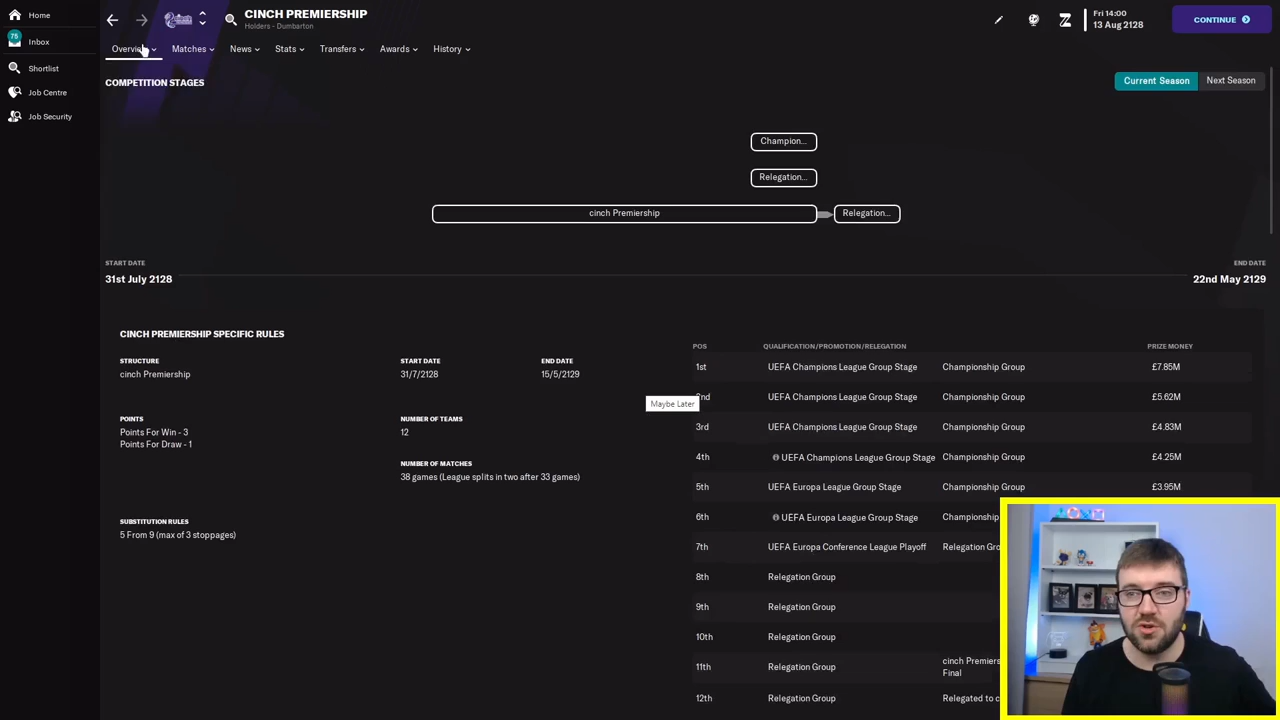 Home
75
Inbox
Shortlist
Job Centre
Job Security
CINCH PREMIERSHIP
Holders - Dumbarton
Fri 14:00
13 Aug 2128
CONTINUE
Overview
Matches
News
Stats
Transfers
Awards
History
COMPETITION STAGES
Current Season
Next Season
Champion...
Relegation...
cinch Premiership
Relegation...
START DATE
31st July 2128
END DATE
22nd May 2129
CINCH PREMIERSHIP SPECIFIC RULES
STRUCTURE
cinch Premiership
START DATE
31/7/2128
END DATE
15/5/2129
POINTS
Points For Win - 3
Points For Draw - 1
NUMBER OF TEAMS
12
NUMBER OF MATCHES
38 games (League splits in two after 33 games)
SUBSTITUTION RULES
5 From 9 (max of 3 stoppages)
Maybe Later
POS QUALIFICATION/PROMOTION/RELEGATION PRIZE MONEY
1st UEFA Champions League Group Stage Championship Group £7.85M
2nd UEFA Champions League Group Stage Championship Group £5.62M
3rd UEFA Champions League Group Stage Championship Group £4.83M
4th UEFA Champions League Group Stage Championship Group £4.25M
5th UEFA Europa League Group Stage Championship Group £3.95M
6th UEFA Europa League Group Stage Championship
7th UEFA Europa Conference League Playoff Relegation Gro
8th Relegation Group
9th Relegation Group
10th Relegation Group
11th Relegation Group cinch Premiers
Final
12th Relegation Group Relegated to c